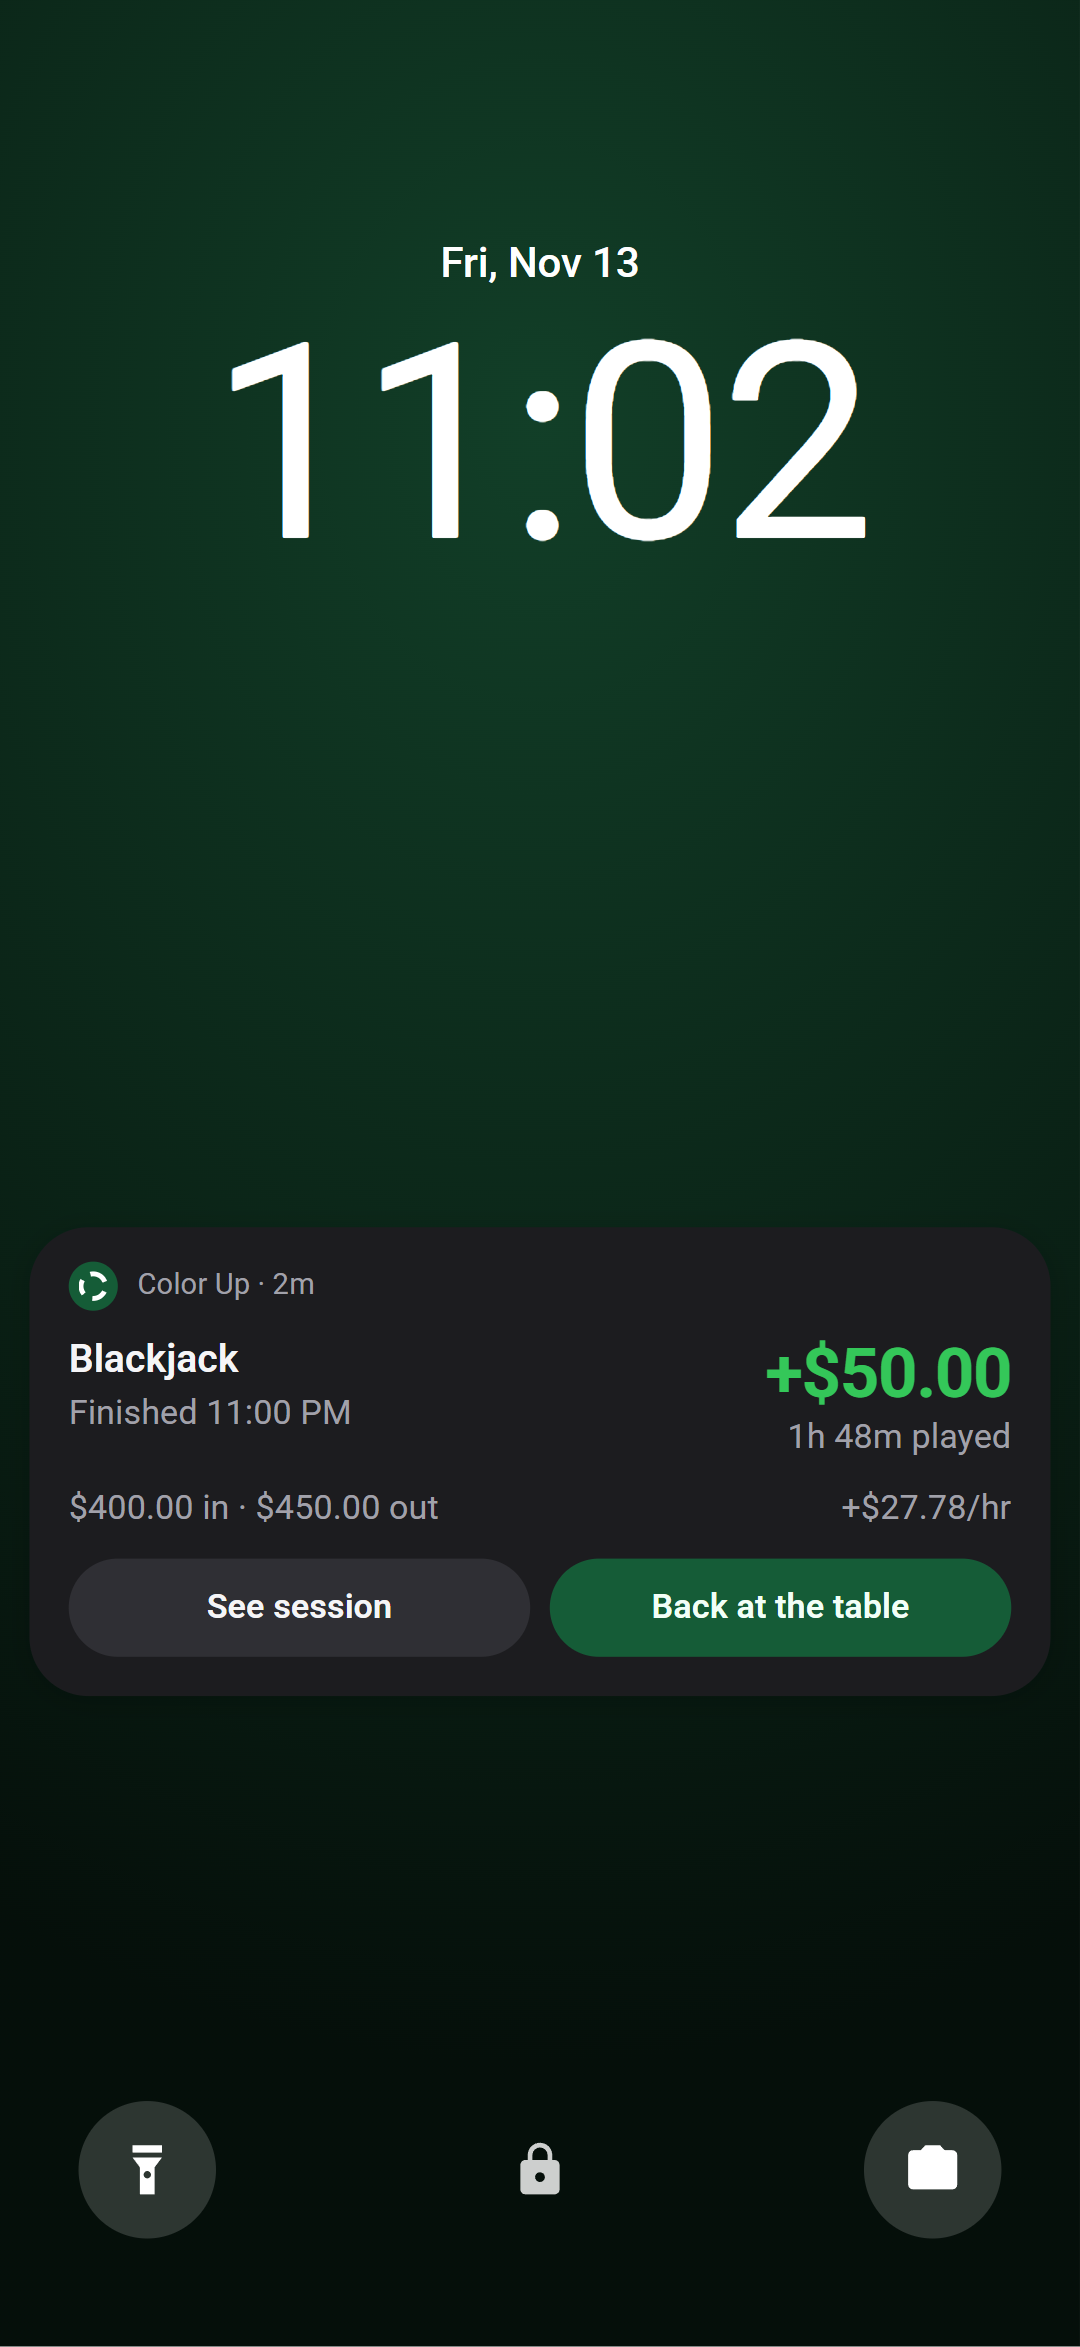 Fri, Nov 13
11:02
Color Up · 2m
Blackjack
+$50.00
Finished 11:00 PM
1h 48m played
$400.00 in · $450.00 out
+$27.78/hr
See session
Back at the table